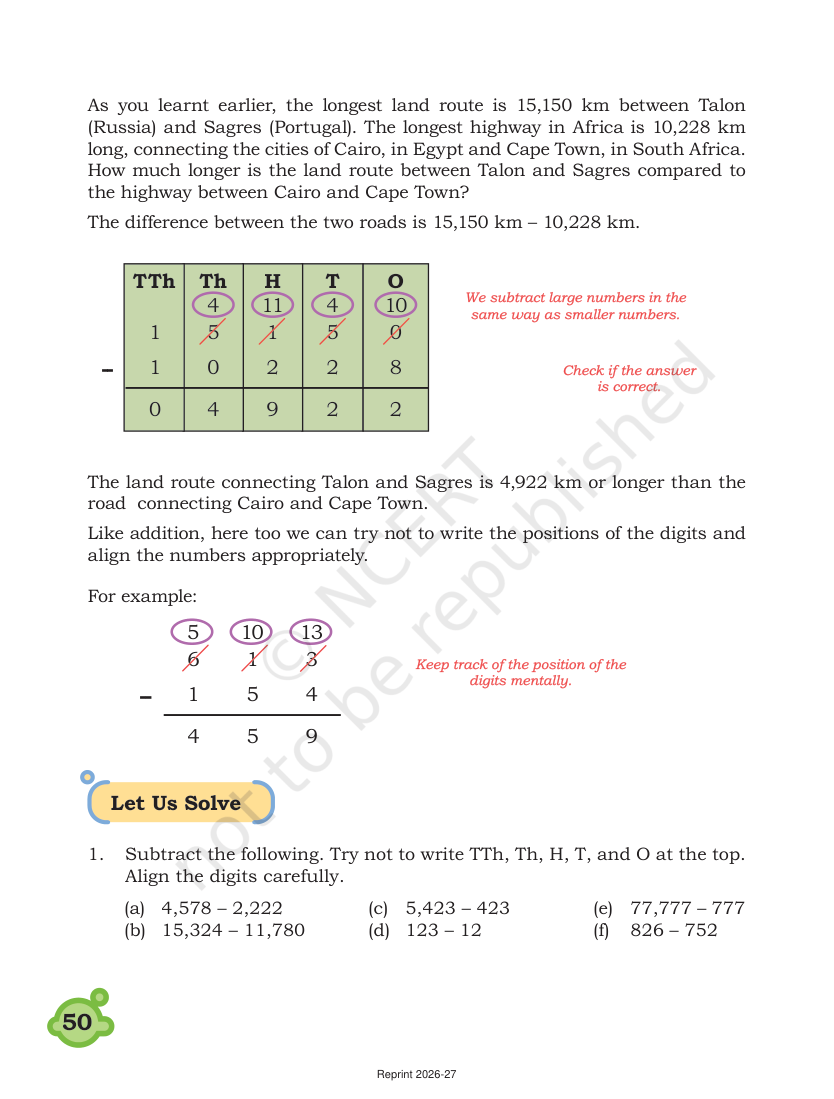 As you learnt earlier, the longest land route is 15,150 km between Talon
(Russia) and Sagres (Portugal). The longest highway in Africa is 10,228 km
long, connecting the cities of Cairo, in Egypt and Cape Town, in South Africa.
How much longer is the land route between Talon and Sagres compared to
the highway between Cairo and Cape Town?
The difference between the two roads is 15,150 km – 10,228 km.
TTh Th H T O
4 11 4 10
1 5 1 5 0
– 1 0 2 2 8
0 4 9 2 2
We subtract large numbers in the
same way as smaller numbers.
Check if the answer
is correct.
The land route connecting Talon and Sagres is 4,922 km or longer than the
road connecting Cairo and Cape Town.
Like addition, here too we can try not to write the positions of the digits and
align the numbers appropriately.
For example:
5 10 13
6 1 3
– 1 5 4
4 5 9
Keep track of the position of the
digits mentally.
Let Us Solve
1. Subtract the following. Try not to write TTh, Th, H, T, and O at the top.
Align the digits carefully.
(a) 4,578 – 2,222 (c) 5,423 – 423 (e) 77,777 – 777
(b) 15,324 – 11,780 (d) 123 – 12 (f) 826 – 752
50
Reprint 2026-27
© NCERT
not to be republished